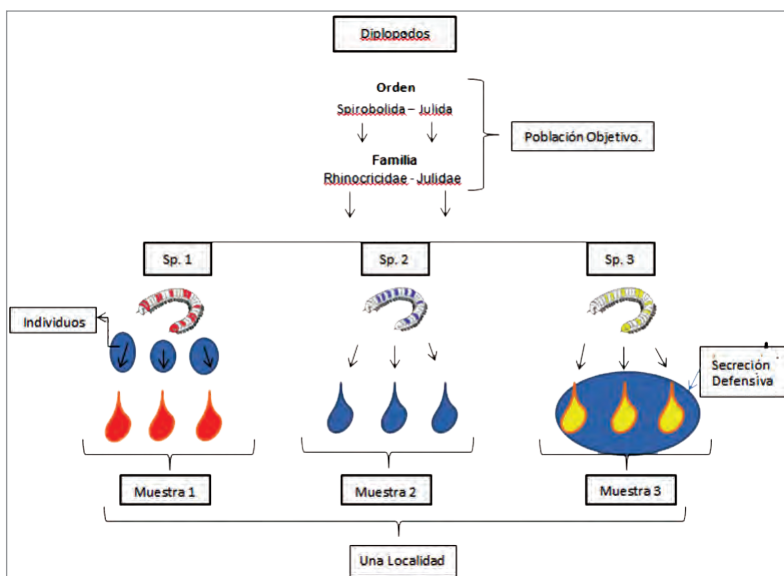 Diplopodos
Orden
Spirobolida – Julida
Familia
Rhinocricidae - Julidae
Población Objetivo.
Sp. 1
Sp. 2
Sp. 3
Individuos
Secreción
Defensiva
Muestra 1
Muestra 2
Muestra 3
Una Localidad